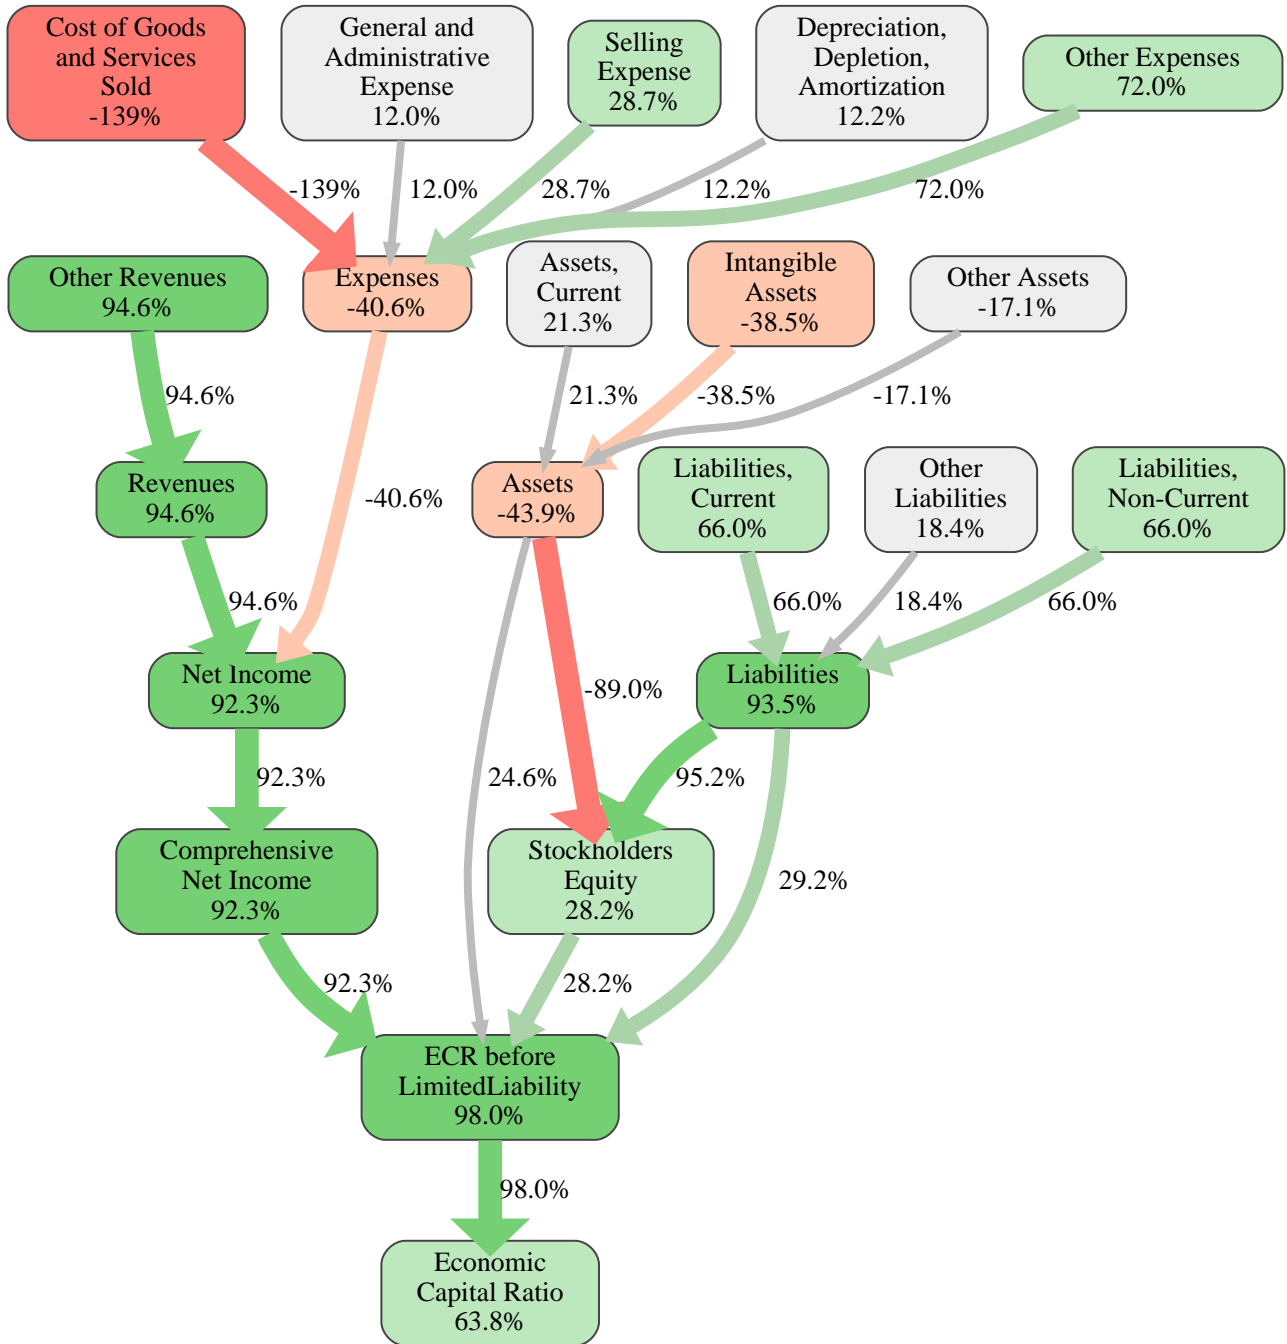 Cost of Goods
and Services
Sold
-139%
General and
Administrative
Expense
12.0%
Selling
Expense
28.7%
Depreciation,
Depletion,
Amortization
12.2%
Other Expenses
72.0%
-139%
12.0%
28.7%
12.2%
72.0%
Other Revenues
94.6%
Expenses
-40.6%
Assets,
Current
21.3%
Intangible
Assets
-38.5%
Other Assets
-17.1%
94.6%
21.3%
-38.5%
-17.1%
Revenues
94.6%
-40.6%
Assets
-43.9%
Liabilities,
Current
66.0%
Other
Liabilities
18.4%
Liabilities,
Non-Current
66.0%
94.6%
66.0%
18.4%
66.0%
Net Income
92.3%
-89.0%
Liabilities
93.5%
92.3%
24.6%
95.2%
Comprehensive
Net Income
92.3%
Stockholders
Equity
28.2%
29.2%
92.3%
28.2%
ECR before
LimitedLiability
98.0%
98.0%
Economic
Capital Ratio
63.8%